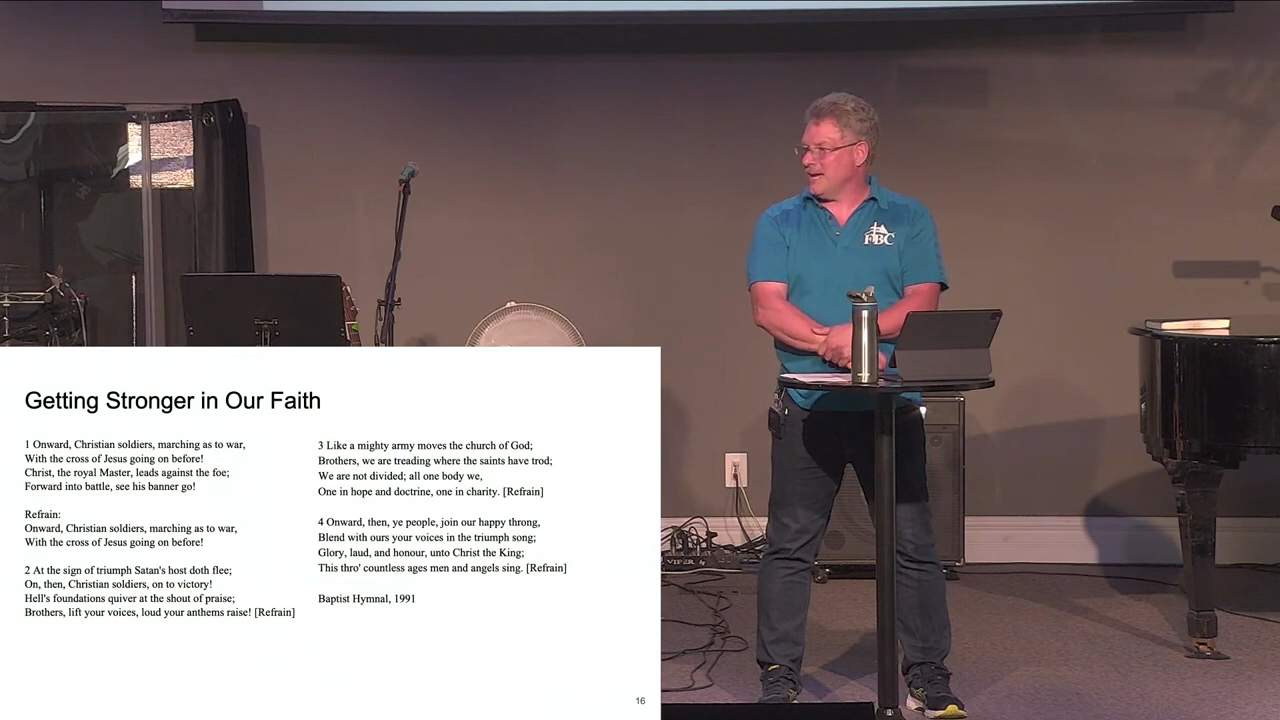 FBC
Getting Stronger in Our Faith
1 Onward, Christian soldiers, marching as to war,
With the cross of Jesus going on before!
Christ, the royal Master, leads against the foe;
Forward into battle, see his banner go!
Refrain:
Onward, Christian soldiers, marching as to war,
With the cross of Jesus going on before!
2 At the sign of triumph Satan's host doth flee;
On, then, Christian soldiers, on to victory!
Hell's foundations quiver at the shout of praise;
Brothers, lift your voices, loud your anthems raise! [Refrain]
3 Like a mighty army moves the church of God;
Brothers, we are treading where the saints have trod;
We are not divided; all one body we,
One in hope and doctrine, one in charity. [Refrain]
4 Onward, then, ye people, join our happy throng,
Blend with ours your voices in the triumph song;
Glory, laud, and honour, unto Christ the King;
This thro' countless ages men and angels sing. [Refrain]
Baptist Hymnal, 1991
16
VIPER